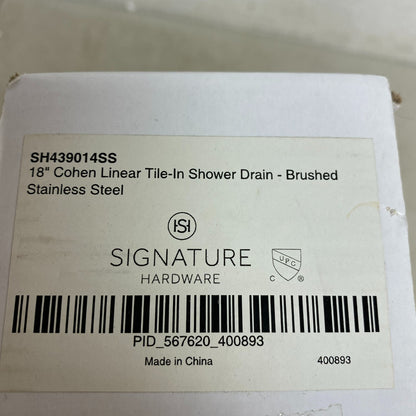 SH439014SS
18" Cohen Linear Tile-In Shower Drain - Brushed
Stainless Steel
SIGNATURE
HARDWARE
UPC
C ®
PID_567620_400893
Made in China
400893